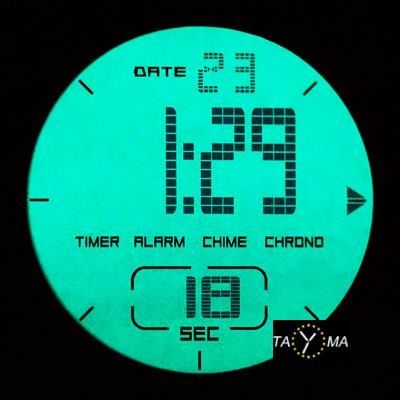 DATE 23
1:29
TIMER ALARM CHIME CHRONO
18
SEC
TA Y MA